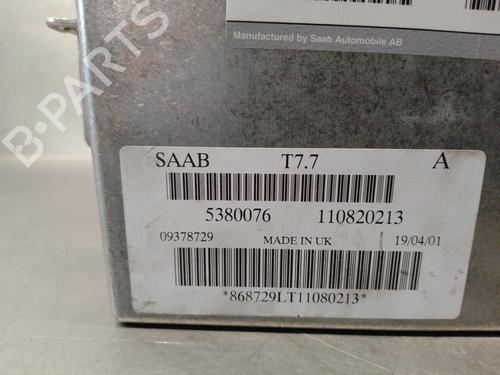 Manufactured by Saab Automobile AB
SAAB T7.7 A
5380076 110820213
09378729 MADE IN UK 19/04/01
*868729LT11080213*
B-PARTS